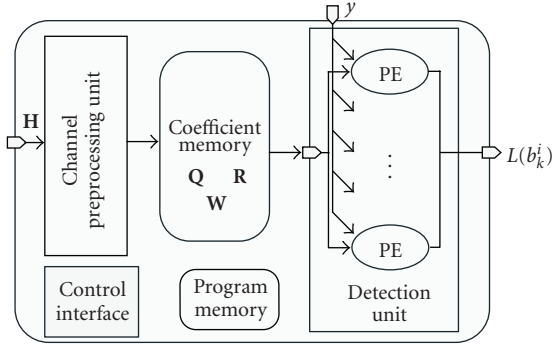 y
H
Channel
preprocessing unit
Coefficient
memory
Q R
W
PE
⋮
PE
L(b_k^i)
Control
interface
Program
memory
Detection
unit